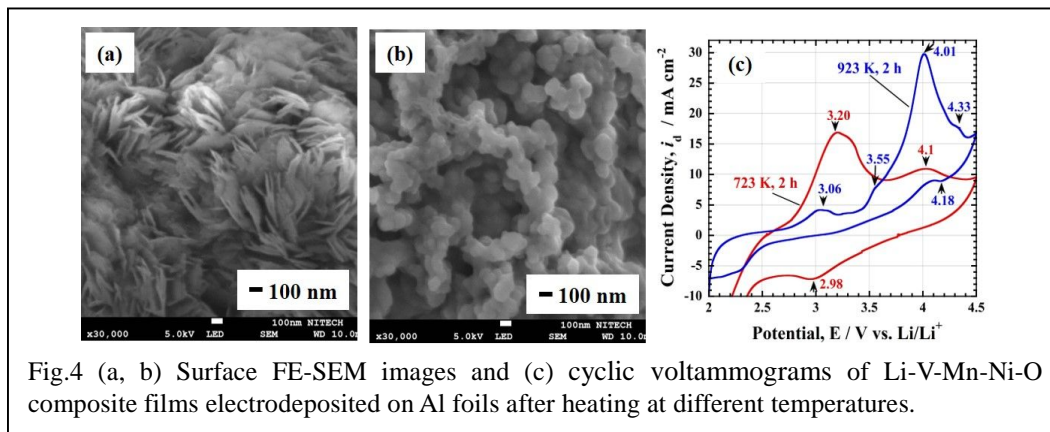 (a)
100 nm
x30,000 5.0kV LED 100nm NITECH SEM WD 10.0m
(b)
100 nm
x30,000 5.0kV LED 100nm NITECH SEM WD 10.0m
(c)
Current Density, i_d / mA cm⁻²
30
25
20
15
10
5
0
-5
-10
4.01
923 K, 2 h
4.33
3.20
3.55
4.1
723 K, 2 h
3.06
4.18
2.98
2 2.5 3 3.5 4 4.5
Potential, E / V vs. Li/Li⁺
Fig.4 (a, b) Surface FE-SEM images and (c) cyclic voltammograms of Li-V-Mn-Ni-O
composite films electrodeposited on Al foils after heating at different temperatures.